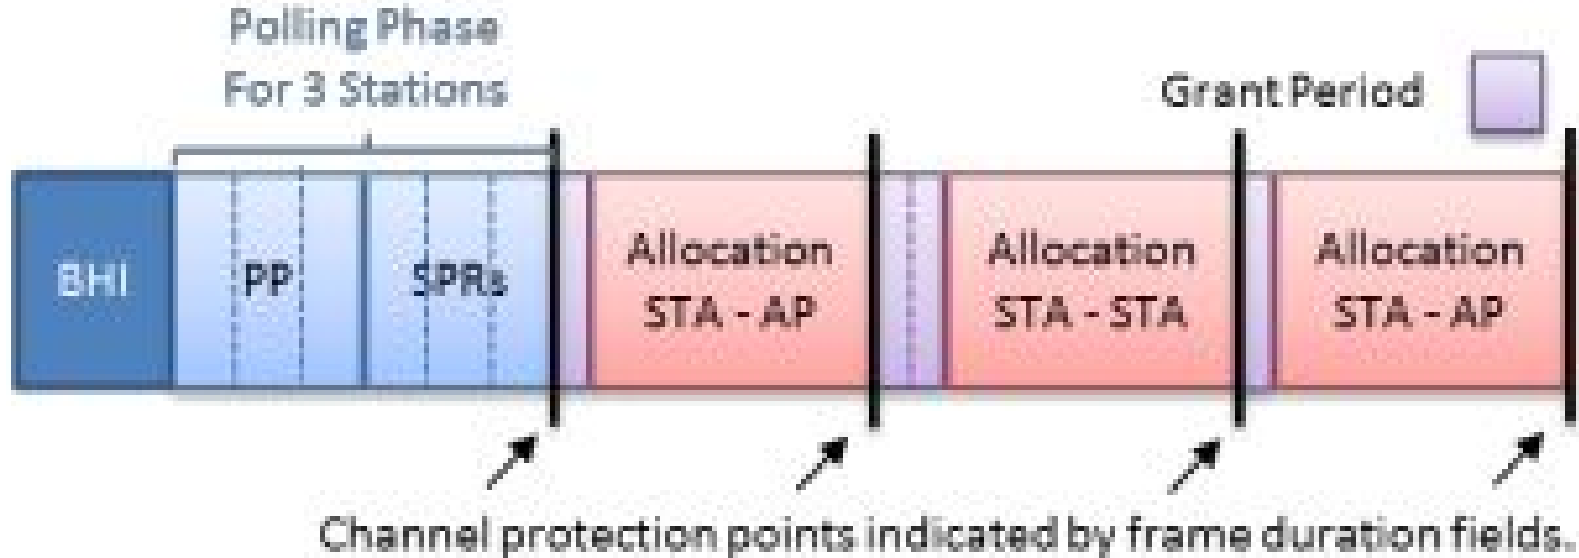 Polling Phase
For 3 Stations
Grant Period
BHI
PP
SPRs
Allocation
STA - AP
Allocation
STA - STA
Allocation
STA - AP
Channel protection points indicated by frame duration fields.